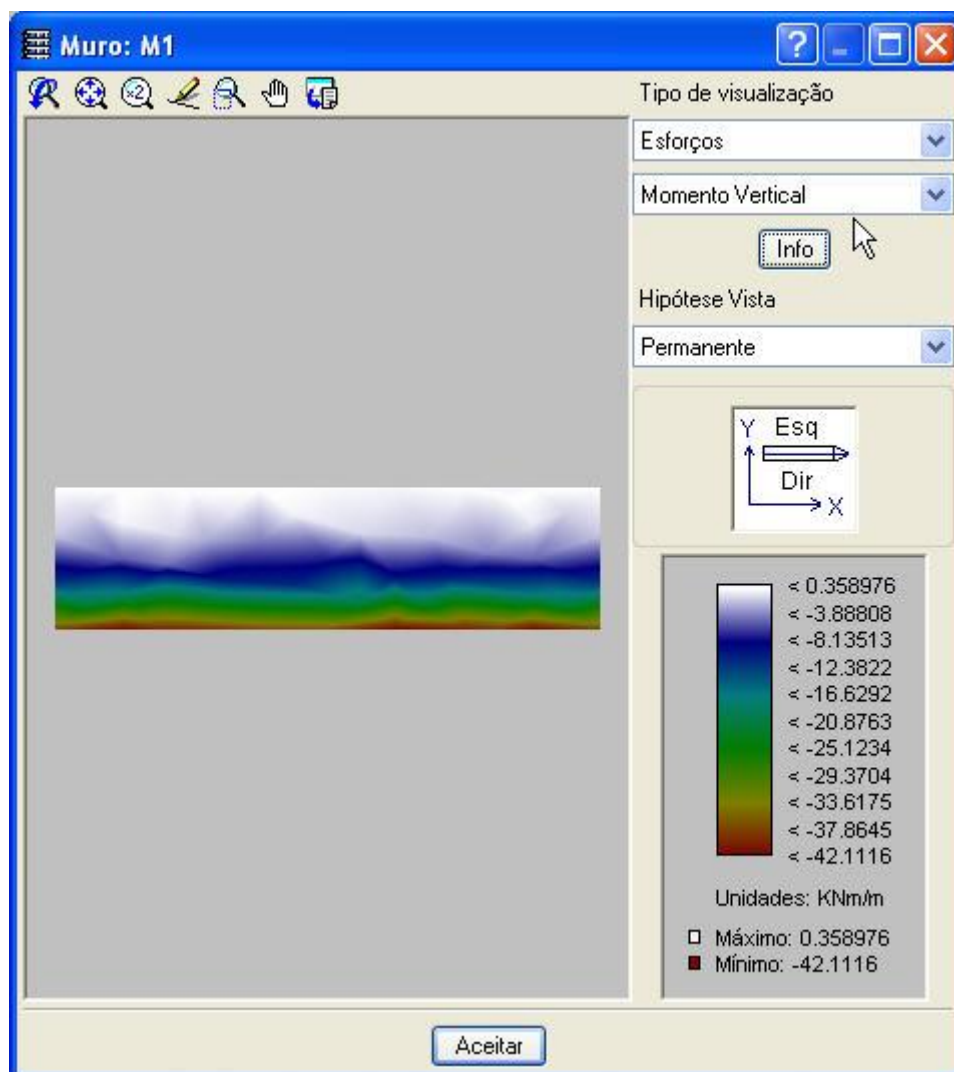 Muro: M1
x2
Tipo de visualização
Esforços
Momento Vertical
Info
Hipótese Vista
Permanente
Y Esq
Dir
X
< 0.358976
< -3.88808
< -8.13513
< -12.3822
< -16.6292
< -20.8763
< -25.1234
< -29.3704
< -33.6175
< -37.8645
< -42.1116
Unidades: KNm/m
Máximo: 0.358976
Mínimo: -42.1116
Aceitar